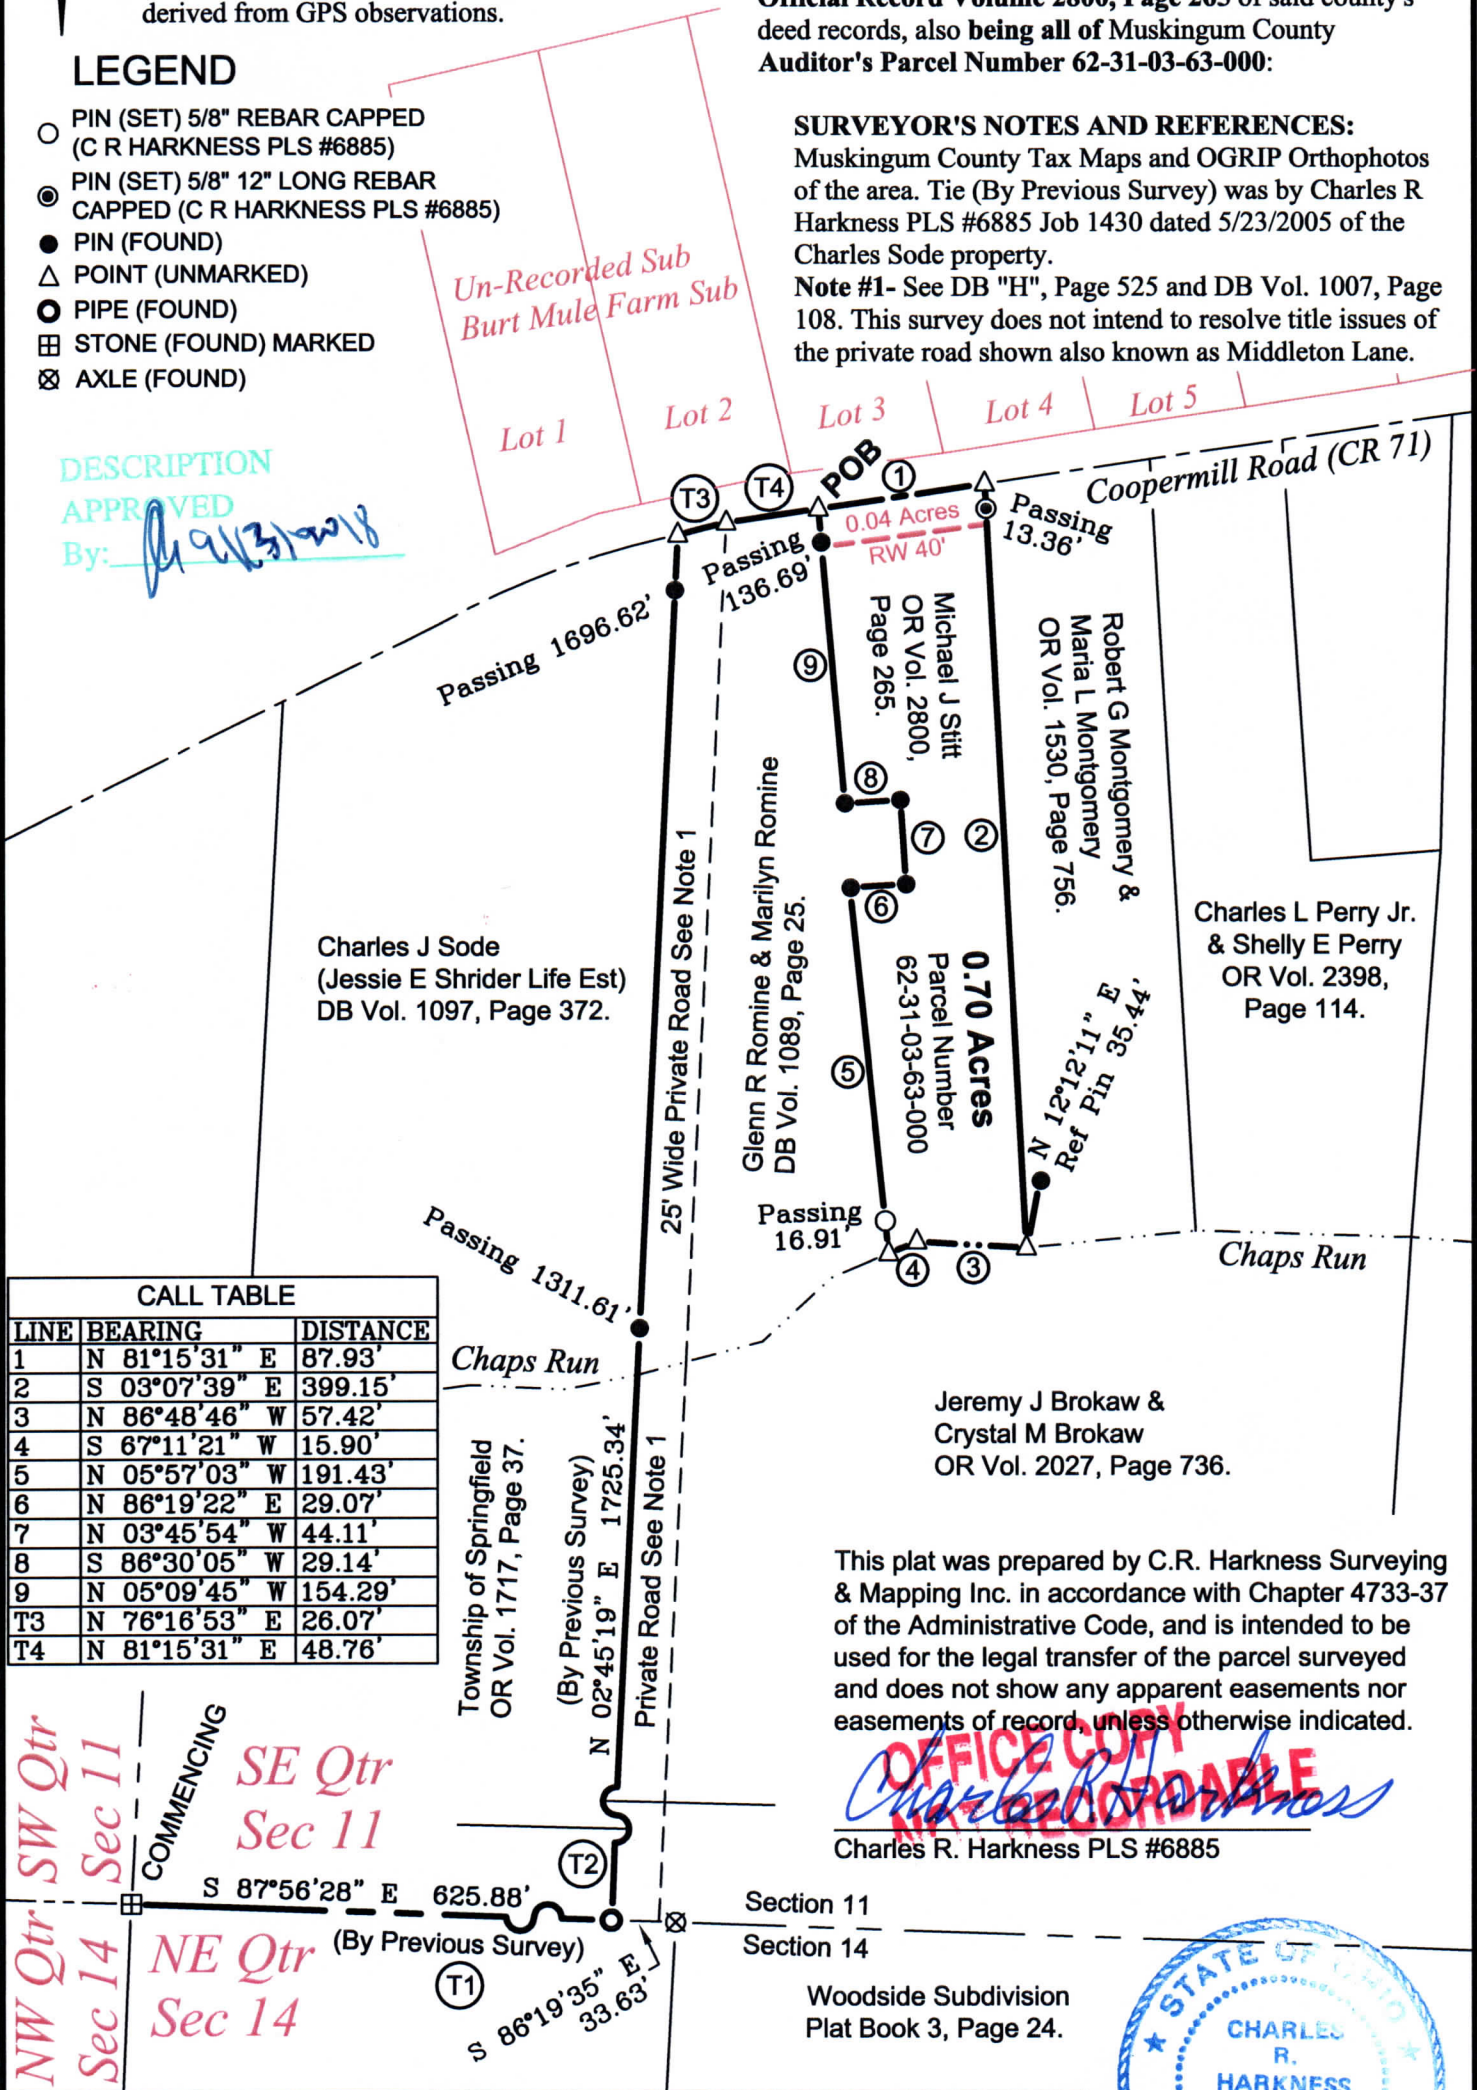 derived from GPS observations.
deed records, also being all of Muskingum County
Auditor's Parcel Number 62-31-03-63-000:
LEGEND
PIN (SET) 5/8" REBAR CAPPED
(C R HARKNESS PLS #6885)
PIN (SET) 5/8" 12" LONG REBAR
CAPPED (C R HARKNESS PLS #6885)
PIN (FOUND)
POINT (UNMARKED)
PIPE (FOUND)
STONE (FOUND) MARKED
AXLE (FOUND)
SURVEYOR'S NOTES AND REFERENCES:
Muskingum County Tax Maps and OGRIP Orthophotos
of the area. Tie (By Previous Survey) was by Charles R
Harkness PLS #6885 Job 1430 dated 5/23/2005 of the
Charles Sode property.
Note #1- See DB "H", Page 525 and DB Vol. 1007, Page
108. This survey does not intend to resolve title issues of
the private road shown also known as Middleton Lane.
Un-Recorded Sub
Burt Mule Farm Sub
Lot 1
Lot 2
Lot 3
Lot 4
Lot 5
DESCRIPTION
APPROVED
By:
Coopermill Road (CR 71)
T3
T4
POB
1
0.04 Acres
RW 40'
Passing
13.36'
Passing
136.69'
Passing 1696.62'
Michael J Stitt
OR Vol. 2800,
Page 265.
Robert G Montgomery &
Maria L Montgomery
OR Vol. 1530, Page 756.
9
8
7
2
6
5
Charles J Sode
(Jessie E Shrider Life Est)
DB Vol. 1097, Page 372.
25' Wide Private Road See Note 1
Glenn R Romine & Marilyn Romine
DB Vol. 1089, Page 25.
0.70 Acres
Parcel Number
62-31-03-63-000
Charles L Perry Jr.
& Shelly E Perry
OR Vol. 2398,
Page 114.
N 12°12'11" E
Ref Pin 35.44'
Passing
16.91'
4
3
Chaps Run
Passing 1311.61'
Chaps Run
CALL TABLE
LINE BEARING DISTANCE
1 N 81°15'31" E 87.93'
2 S 03°07'39" E 399.15'
3 N 86°48'46" W 57.42'
4 S 67°11'21" W 15.90'
5 N 05°57'03" W 191.43'
6 N 86°19'22" E 29.07'
7 N 03°45'54" W 44.11'
8 S 86°30'05" W 29.14'
9 N 05°09'45" W 154.29'
T3 N 76°16'53" E 26.07'
T4 N 81°15'31" E 48.76'
Township of Springfield
OR Vol. 1717, Page 37.
(By Previous Survey)
N 02°45'19" E 1725.34'
Private Road See Note 1
Jeremy J Brokaw &
Crystal M Brokaw
OR Vol. 2027, Page 736.
This plat was prepared by C.R. Harkness Surveying
& Mapping Inc. in accordance with Chapter 4733-37
of the Administrative Code, and is intended to be
used for the legal transfer of the parcel surveyed
and does not show any apparent easements nor
easements of record, unless otherwise indicated.
OFFICE COPY
NOT RECORDABLE
Charles R. Harkness
Charles R. Harkness PLS #6885
SW Qtr
Sec 11
COMMENCING
SE Qtr
Sec 11
T2
S 87°56'28" E 625.88'
(By Previous Survey)
T1
S 86°19'35" E
33.63'
Section 11
Section 14
NW Qtr
Sec 14
NE Qtr
Sec 14
Woodside Subdivision
Plat Book 3, Page 24.
STATE OF OHIO
CHARLES
R.
HARKNESS